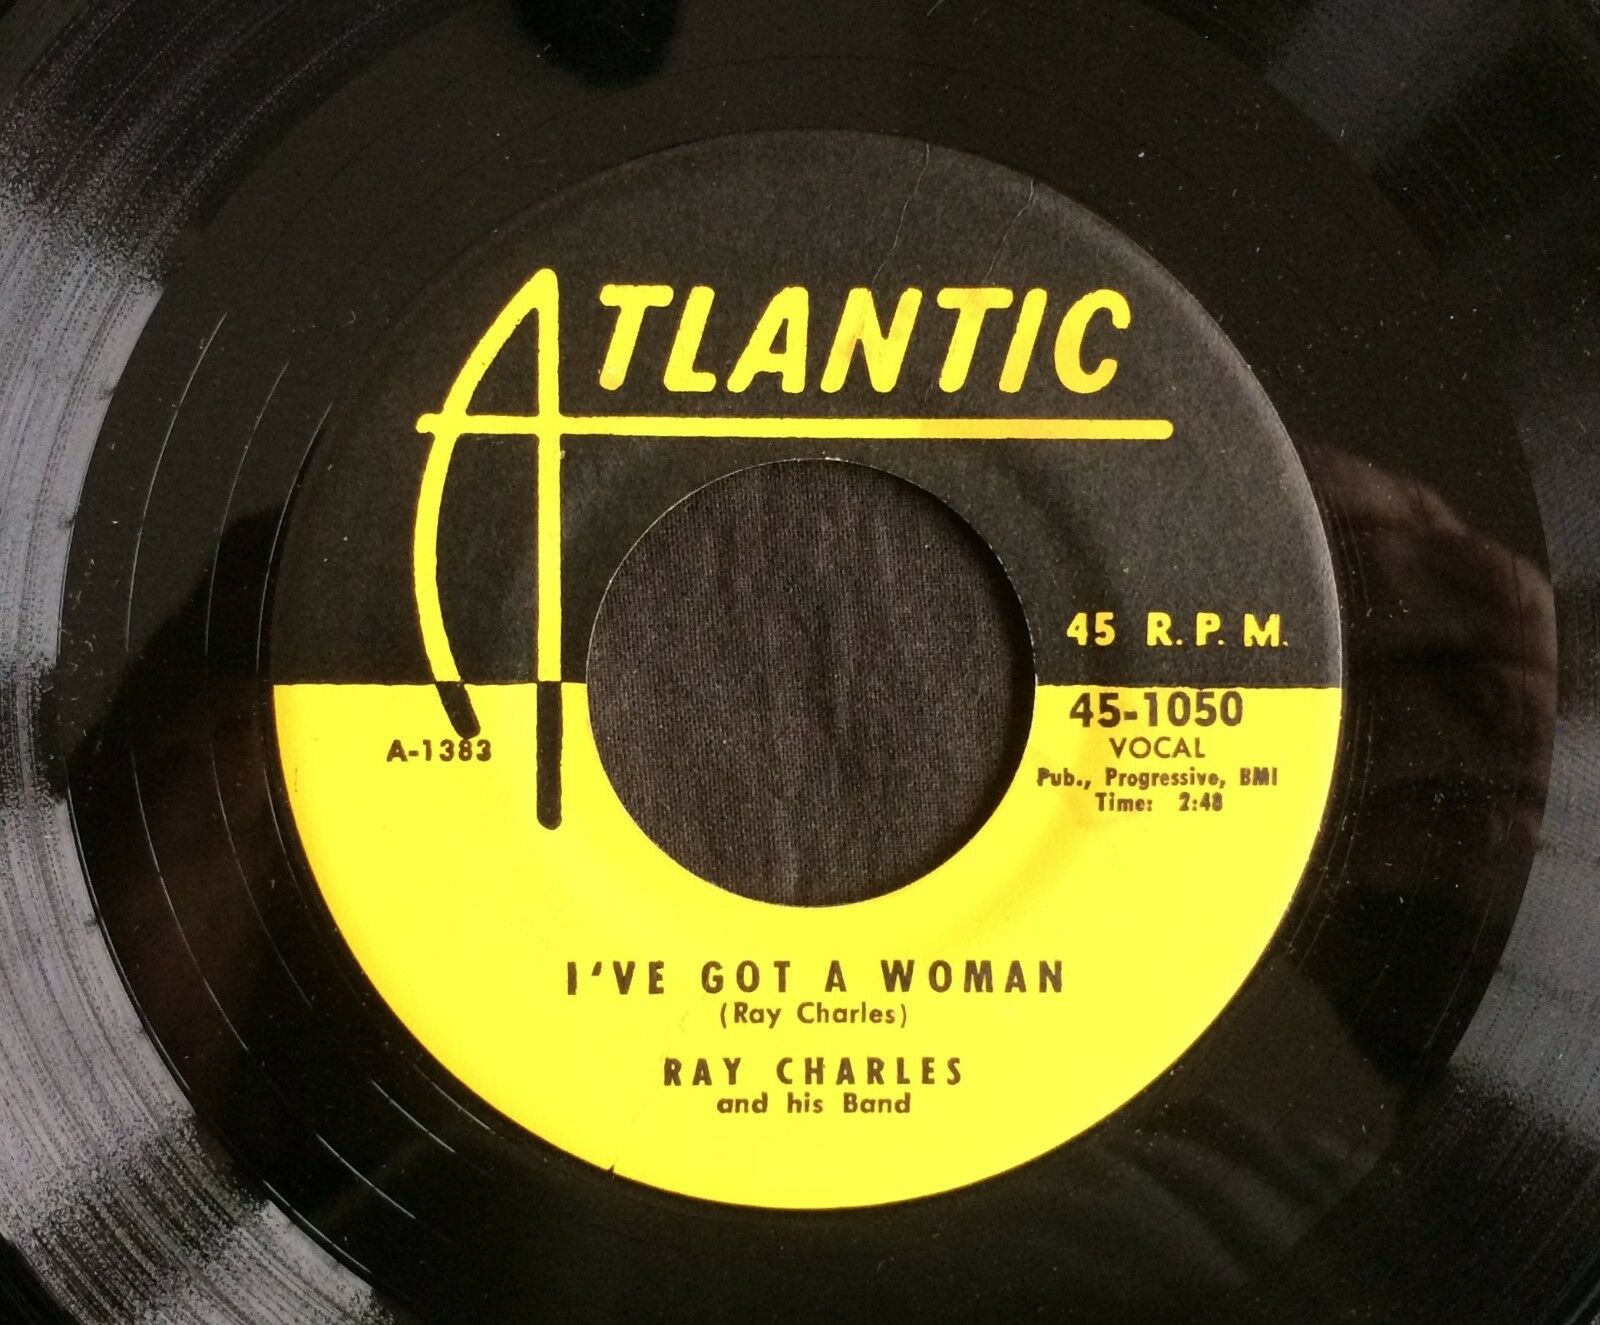 ATLANTIC
45 R.P.M.
45-1050
A-1383
VOCAL
Pub., Progressive, BMI
Time: 2:48
I'VE GOT A WOMAN
(Ray Charles)
RAY CHARLES
and his Band